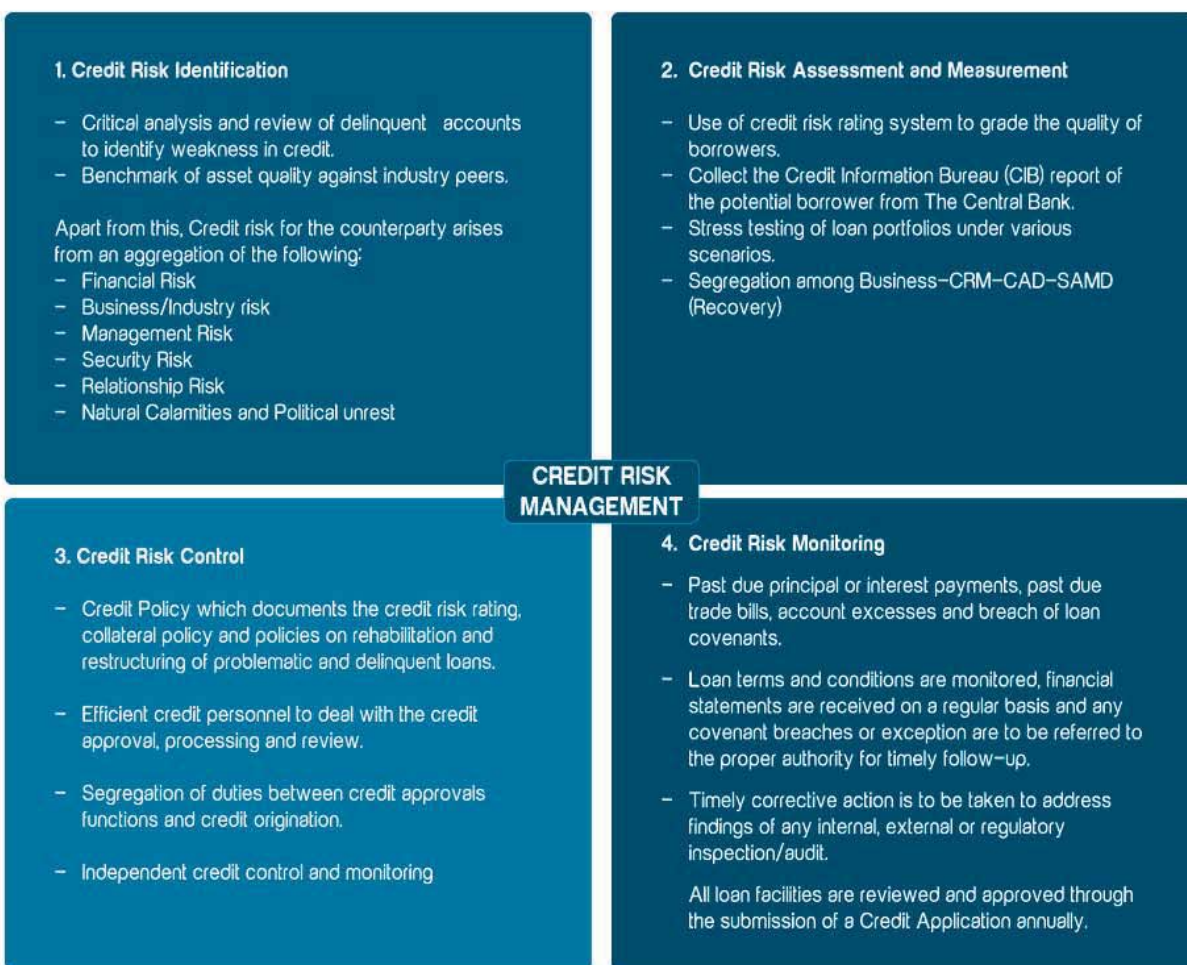 1. Credit Risk Identification
– Critical analysis and review of delinquent accounts
to identify weakness in credit.
– Benchmark of asset quality against industry peers.
Apart from this, Credit risk for the counterparty arises
from an aggregation of the following:
– Financial Risk
– Business/Industry risk
– Management Risk
– Security Risk
– Relationship Risk
– Natural Calamities and Political unrest
2. Credit Risk Assessment and Measurement
– Use of credit risk rating system to grade the quality of
borrowers.
– Collect the Credit Information Bureau (CIB) report of
the potential borrower from The Central Bank.
– Stress testing of loan portfolios under various
scenarios.
– Segregation among Business–CRM–CAD–SAMD
(Recovery)
CREDIT RISK
MANAGEMENT
3. Credit Risk Control
– Credit Policy which documents the credit risk rating,
collateral policy and policies on rehabilitation and
restructuring of problematic and delinquent loans.
– Efficient credit personnel to deal with the credit
approval, processing and review.
– Segregation of duties between credit approvals
functions and credit origination.
– Independent credit control and monitoring
4. Credit Risk Monitoring
– Past due principal or interest payments, past due
trade bills, account excesses and breach of loan
covenants.
– Loan terms and conditions are monitored, financial
statements are received on a regular basis and any
covenant breaches or exception are to be referred to
the proper authority for timely follow–up.
– Timely corrective action is to be taken to address
findings of any internal, external or regulatory
inspection/audit.
All loan facilities are reviewed and approved through
the submission of a Credit Application annually.